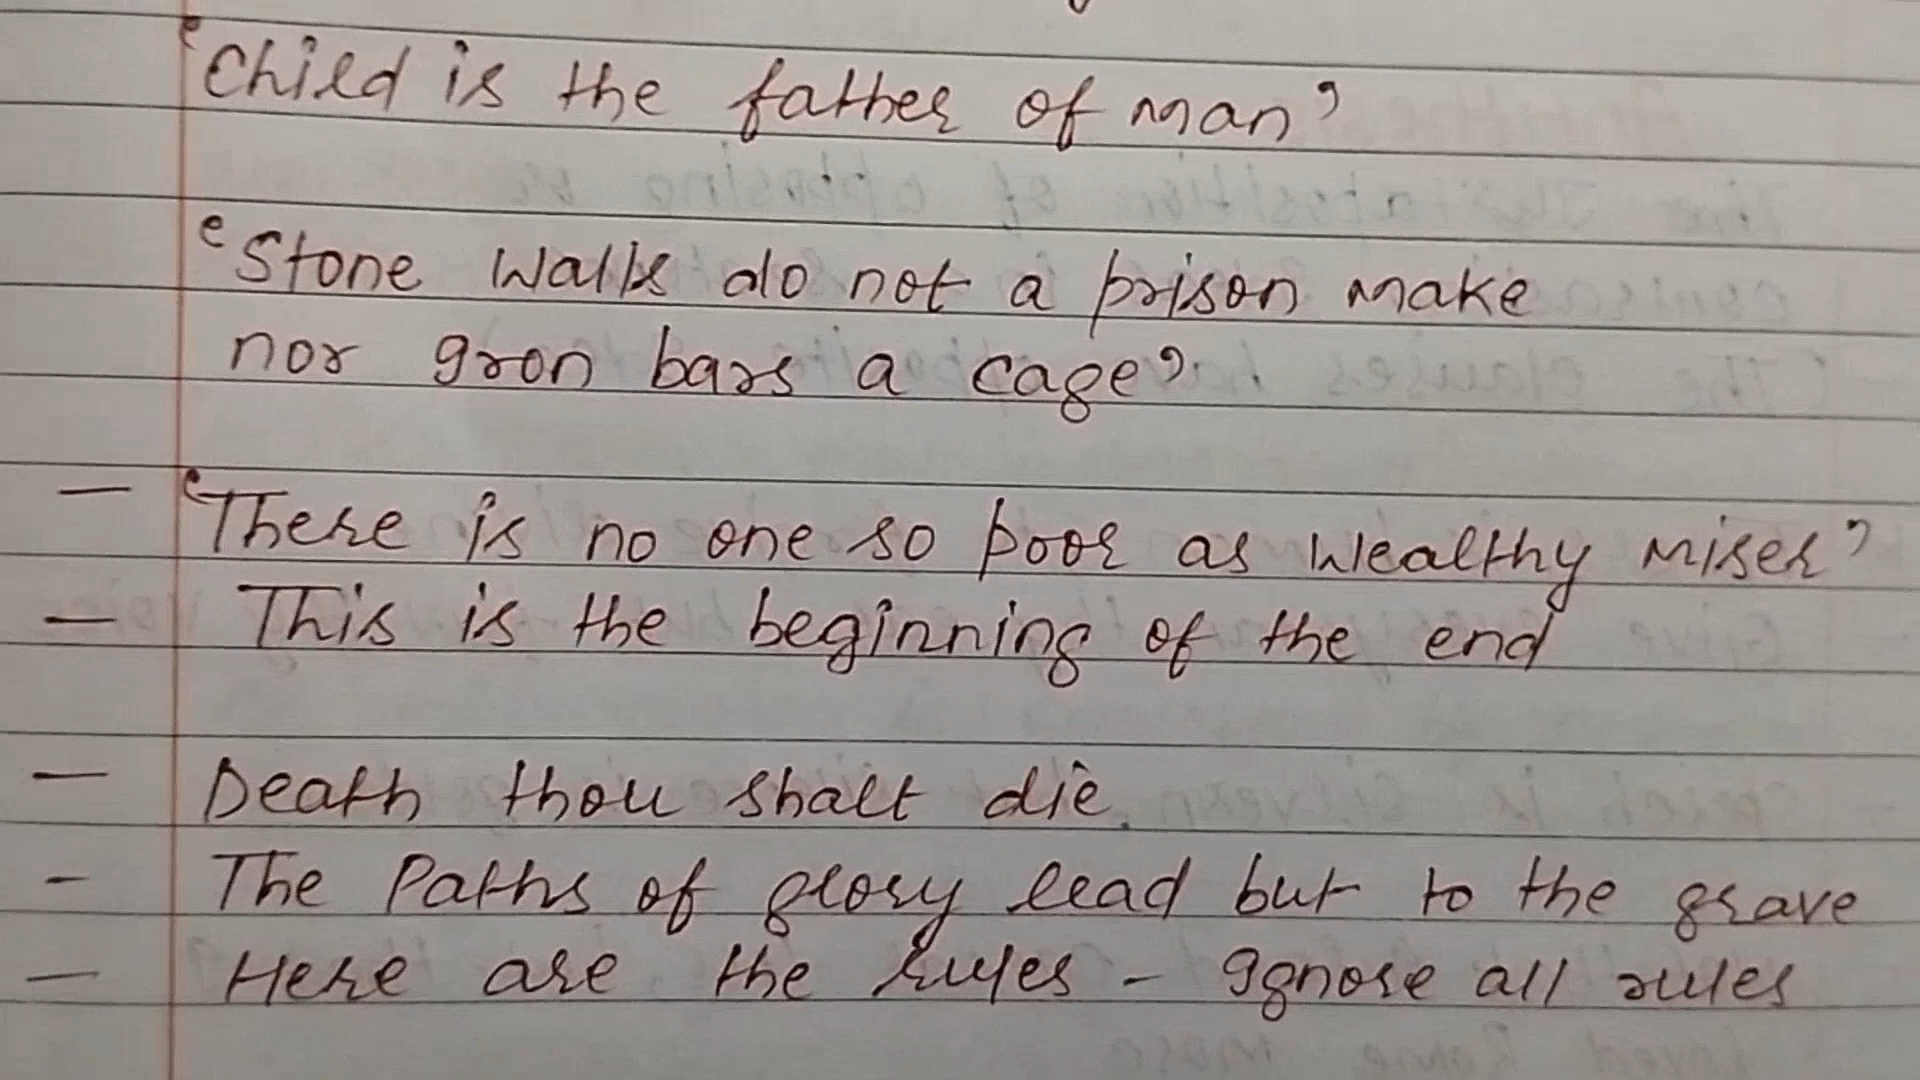 'Child is the father of man'
'Stone Walls do not a prison make
nor Iron bars a cage'.
— 'There is no one so poor as Wealthy miser'
— This is the beginning of the end
— Death thou shalt die.
- The Paths of glory lead but to the grave
— Here are the rules - Ignore all rules